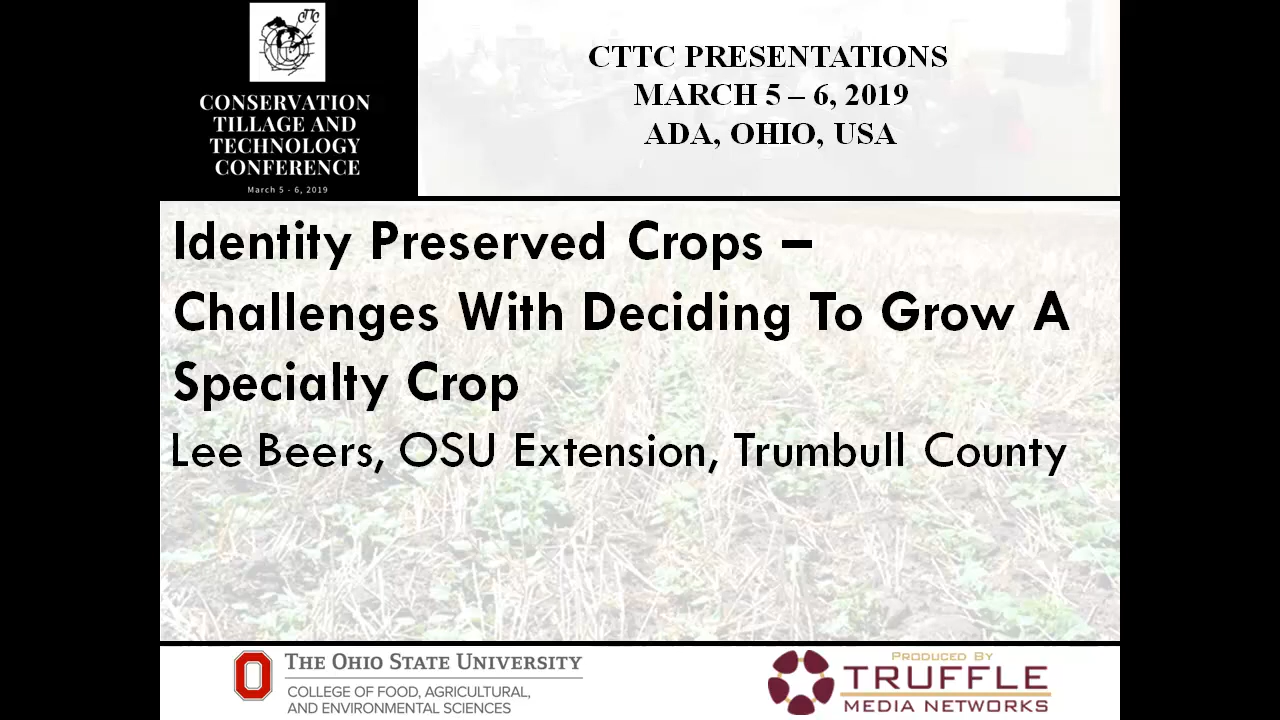 CTTC
CONSERVATION
TILLAGE AND
TECHNOLOGY
CONFERENCE
March 5 - 6, 2019
CTTC PRESENTATIONS
MARCH 5 – 6, 2019
ADA, OHIO, USA
Identity Preserved Crops –
Challenges With Deciding To Grow A
Specialty Crop
Lee Beers, OSU Extension, Trumbull County
THE OHIO STATE UNIVERSITY
COLLEGE OF FOOD, AGRICULTURAL,
AND ENVIRONMENTAL SCIENCES
PRODUCED BY
TRUFFLE
MEDIA NETWORKS